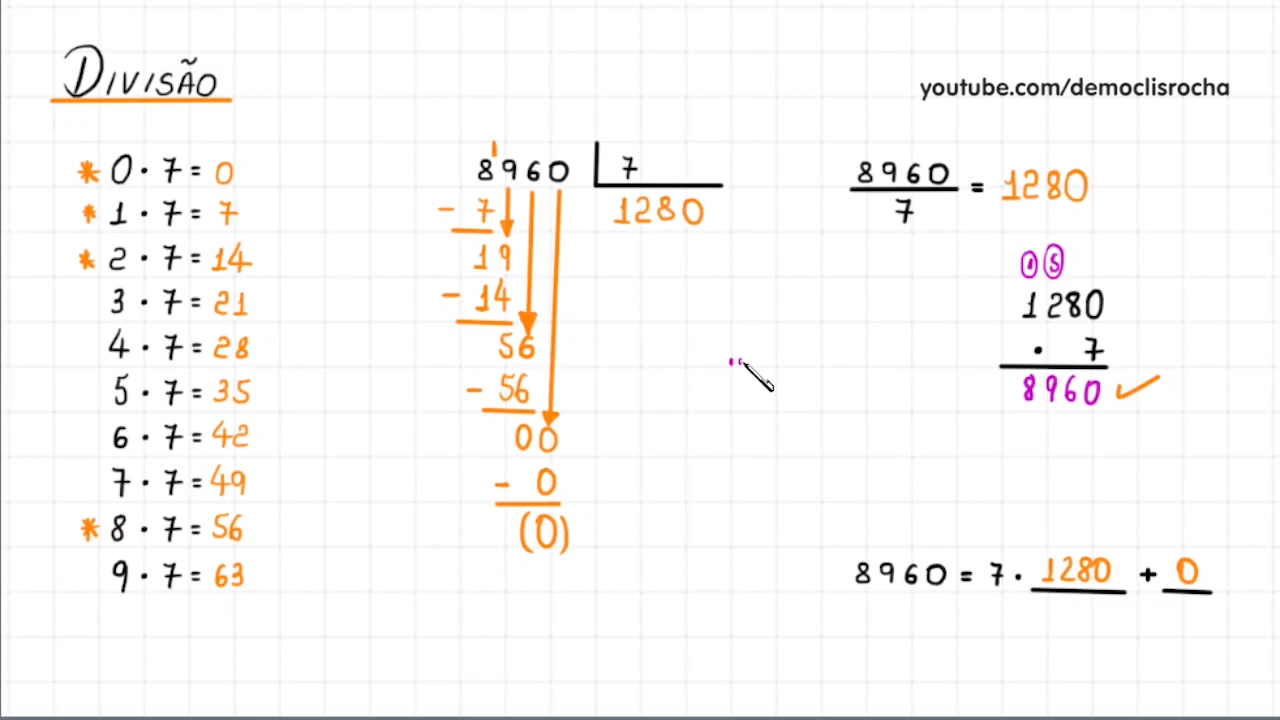 DIVISÃO
youtube.com/democlisrocha
* 0 · 7 = 0
* 1 · 7 = 7
* 2 · 7 = 14
3 · 7 = 21
4 · 7 = 28
5 · 7 = 35
6 · 7 = 42
7 · 7 = 49
* 8 · 7 = 56
9 · 7 = 63
8960 7
- 7 1280
19
- 14
56
- 56
00
- 0
(0)
8960
7
= 1280
1 5
1280
· 7
8960 ✓
8960 = 7 · 1280 + 0